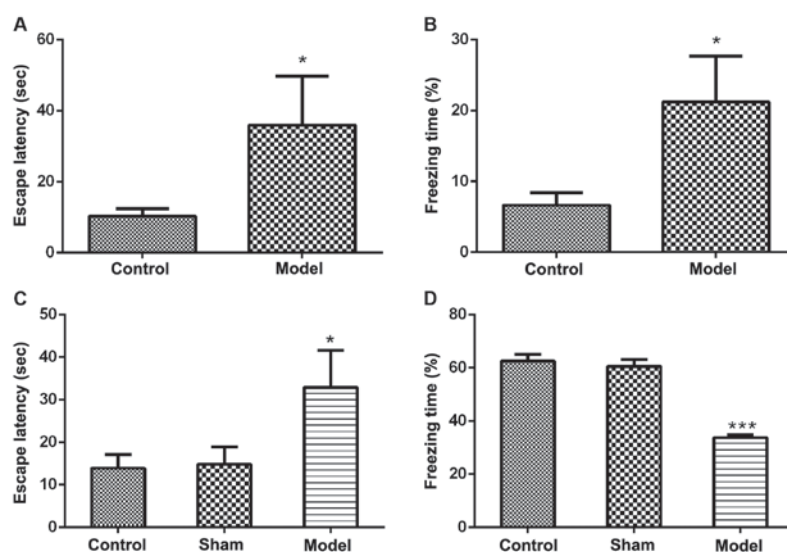 A
Escape latency (sec)
60
40
20
0
*
Control Model
B
Freezing time (%)
30
20
10
0
*
Control Model
C
Escape latency (sec)
50
40
30
20
10
0
*
Control Sham Model
D
Freezing time (%)
80
60
40
20
0
***
Control Sham Model